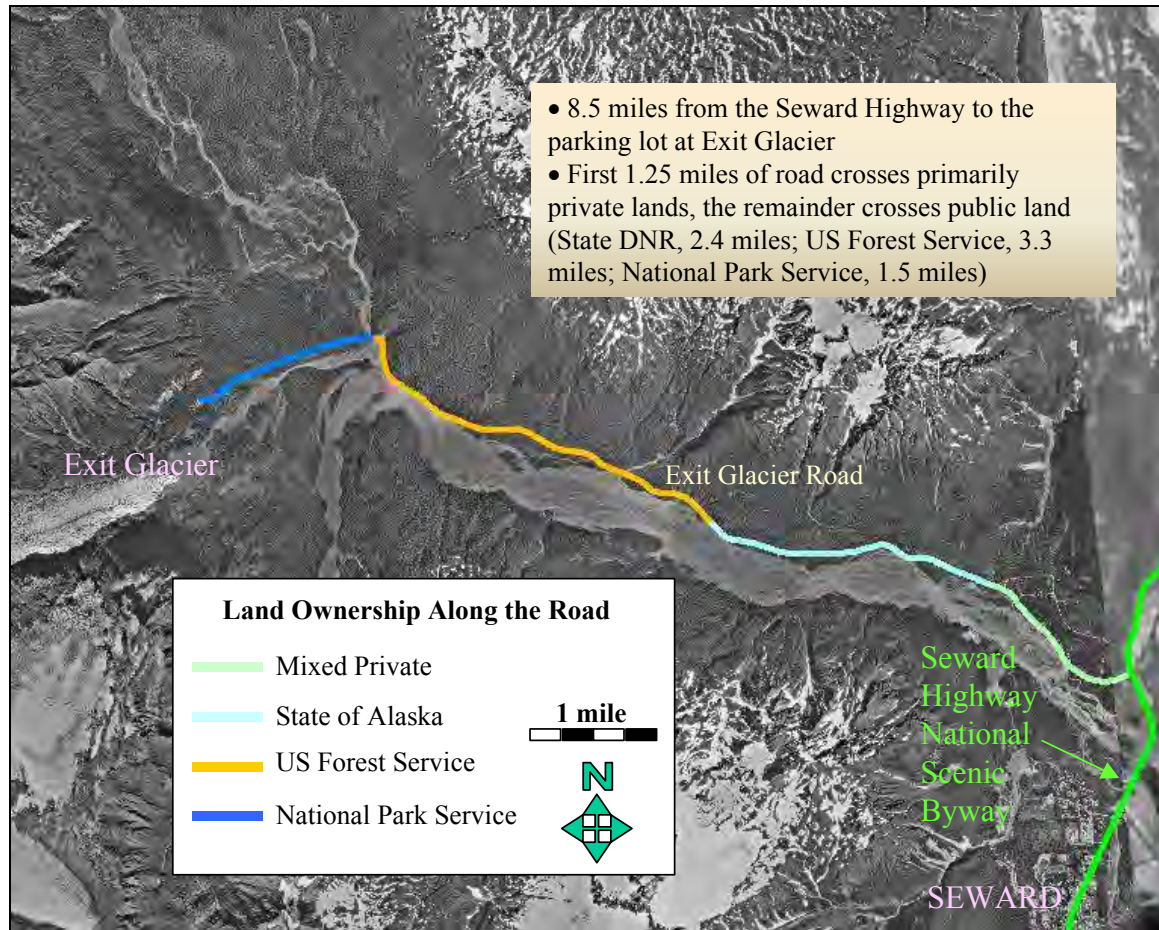 • 8.5 miles from the Seward Highway to the
parking lot at Exit Glacier
• First 1.25 miles of road crosses primarily
private lands, the remainder crosses public land
(State DNR, 2.4 miles; US Forest Service, 3.3
miles; National Park Service, 1.5 miles)
Exit Glacier
Exit Glacier Road
Land Ownership Along the Road
Mixed Private
State of Alaska
US Forest Service
National Park Service
1 mile
N
Seward
Highway
National
Scenic
Byway
SEWARD